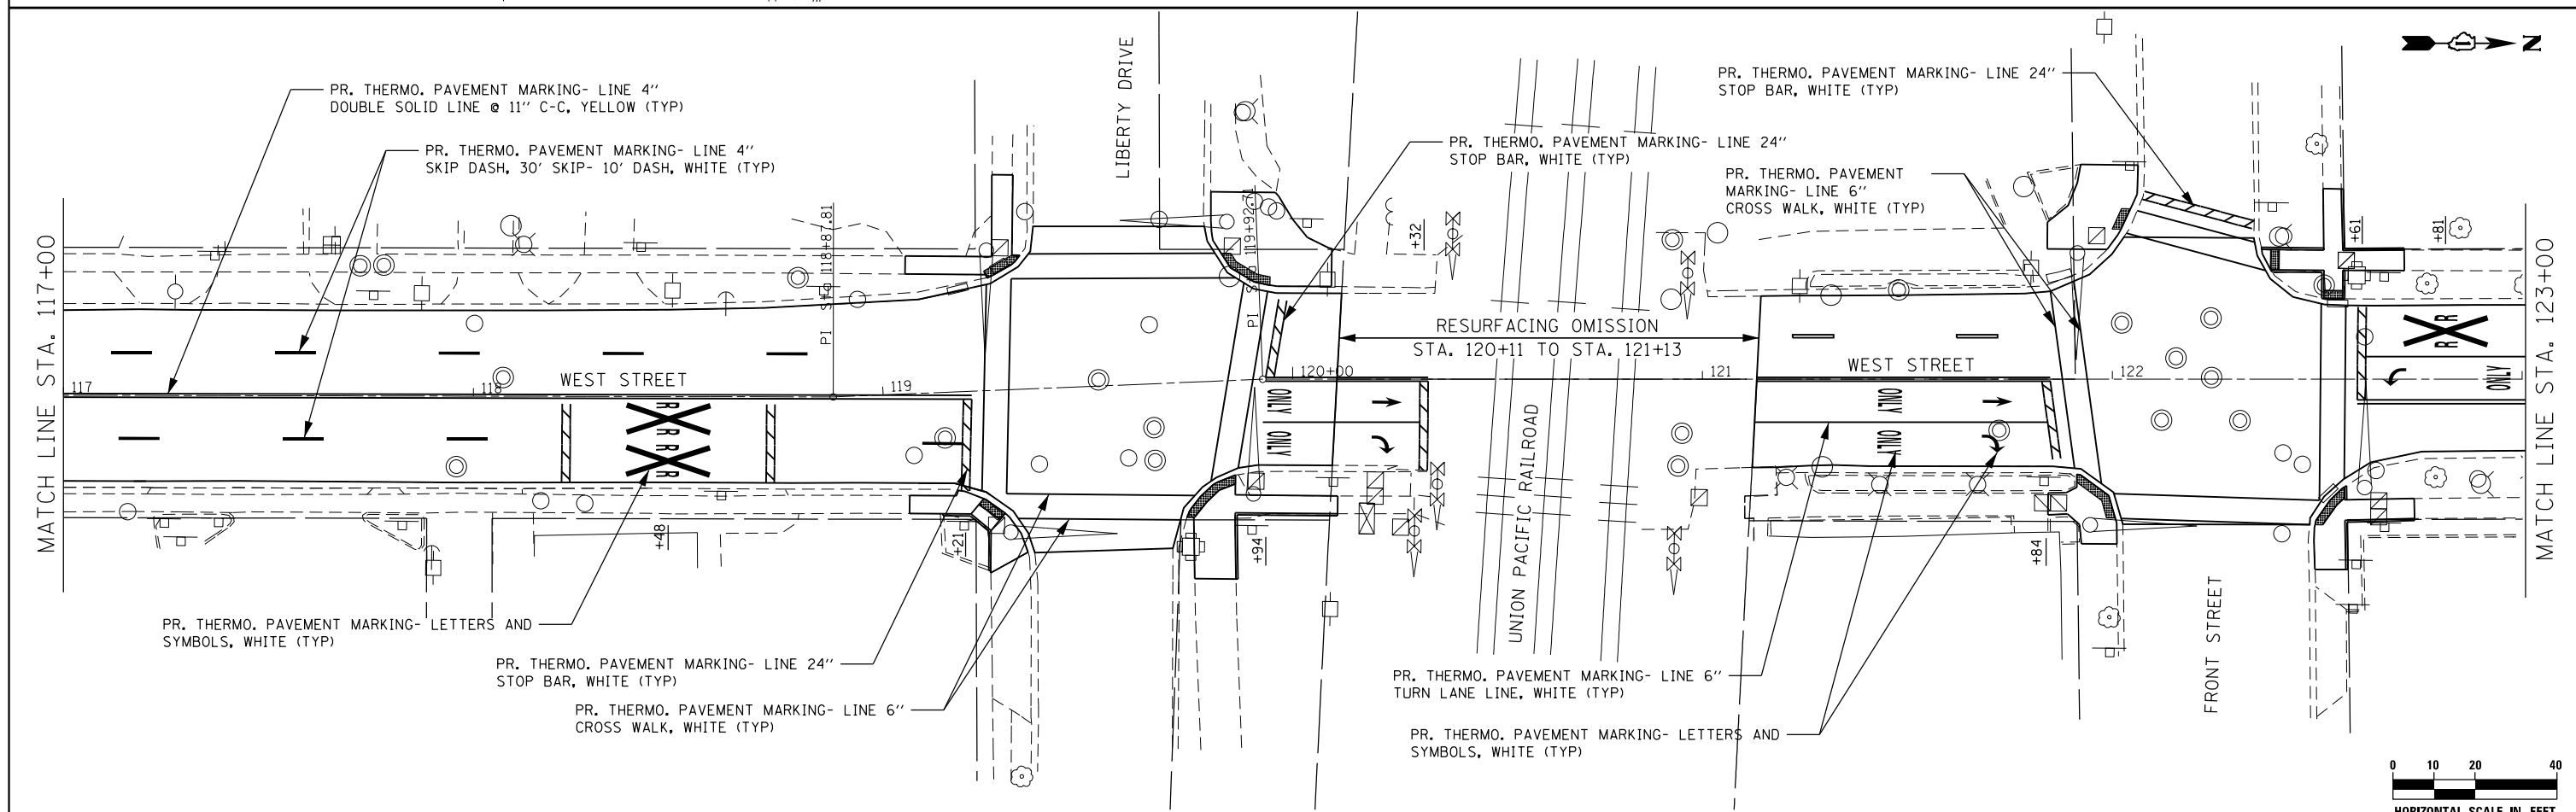 LIBERTY DRIVE
N
PR. THERMO. PAVEMENT MARKING- LINE 4"
DOUBLE SOLID LINE @ 11" C-C, YELLOW (TYP)
PR. THERMO. PAVEMENT MARKING- LINE 4"
SKIP DASH, 30' SKIP- 10' DASH, WHITE (TYP)
PR. THERMO. PAVEMENT MARKING- LINE 24"
STOP BAR, WHITE (TYP)
PR. THERMO. PAVEMENT MARKING- LINE 24"
STOP BAR, WHITE (TYP)
PR. THERMO. PAVEMENT
MARKING- LINE 6"
CROSS WALK, WHITE (TYP)
MATCH LINE STA. 117+00
PI STA 118+87.81
PI STA 119+92.71
+32
+61
+81
MATCH LINE STA. 123+00
RESURFACING OMISSION
STA. 120+11 TO STA. 121+13
117
118
WEST STREET
119
120+00
121
WEST STREET
122
R R
R R
R R
ONLY
ONLY
ONLY
ONLY
ONLY
+48
+21
+94
UNION PACIFIC RAILROAD
+84
FRONT STREET
PR. THERMO. PAVEMENT MARKING- LETTERS AND
SYMBOLS, WHITE (TYP)
PR. THERMO. PAVEMENT MARKING- LINE 24"
STOP BAR, WHITE (TYP)
PR. THERMO. PAVEMENT MARKING- LINE 6"
CROSS WALK, WHITE (TYP)
PR. THERMO. PAVEMENT MARKING- LINE 6"
TURN LANE LINE, WHITE (TYP)
PR. THERMO. PAVEMENT MARKING- LETTERS AND
SYMBOLS, WHITE (TYP)
0 10 20 40
HORIZONTAL SCALE IN FEET